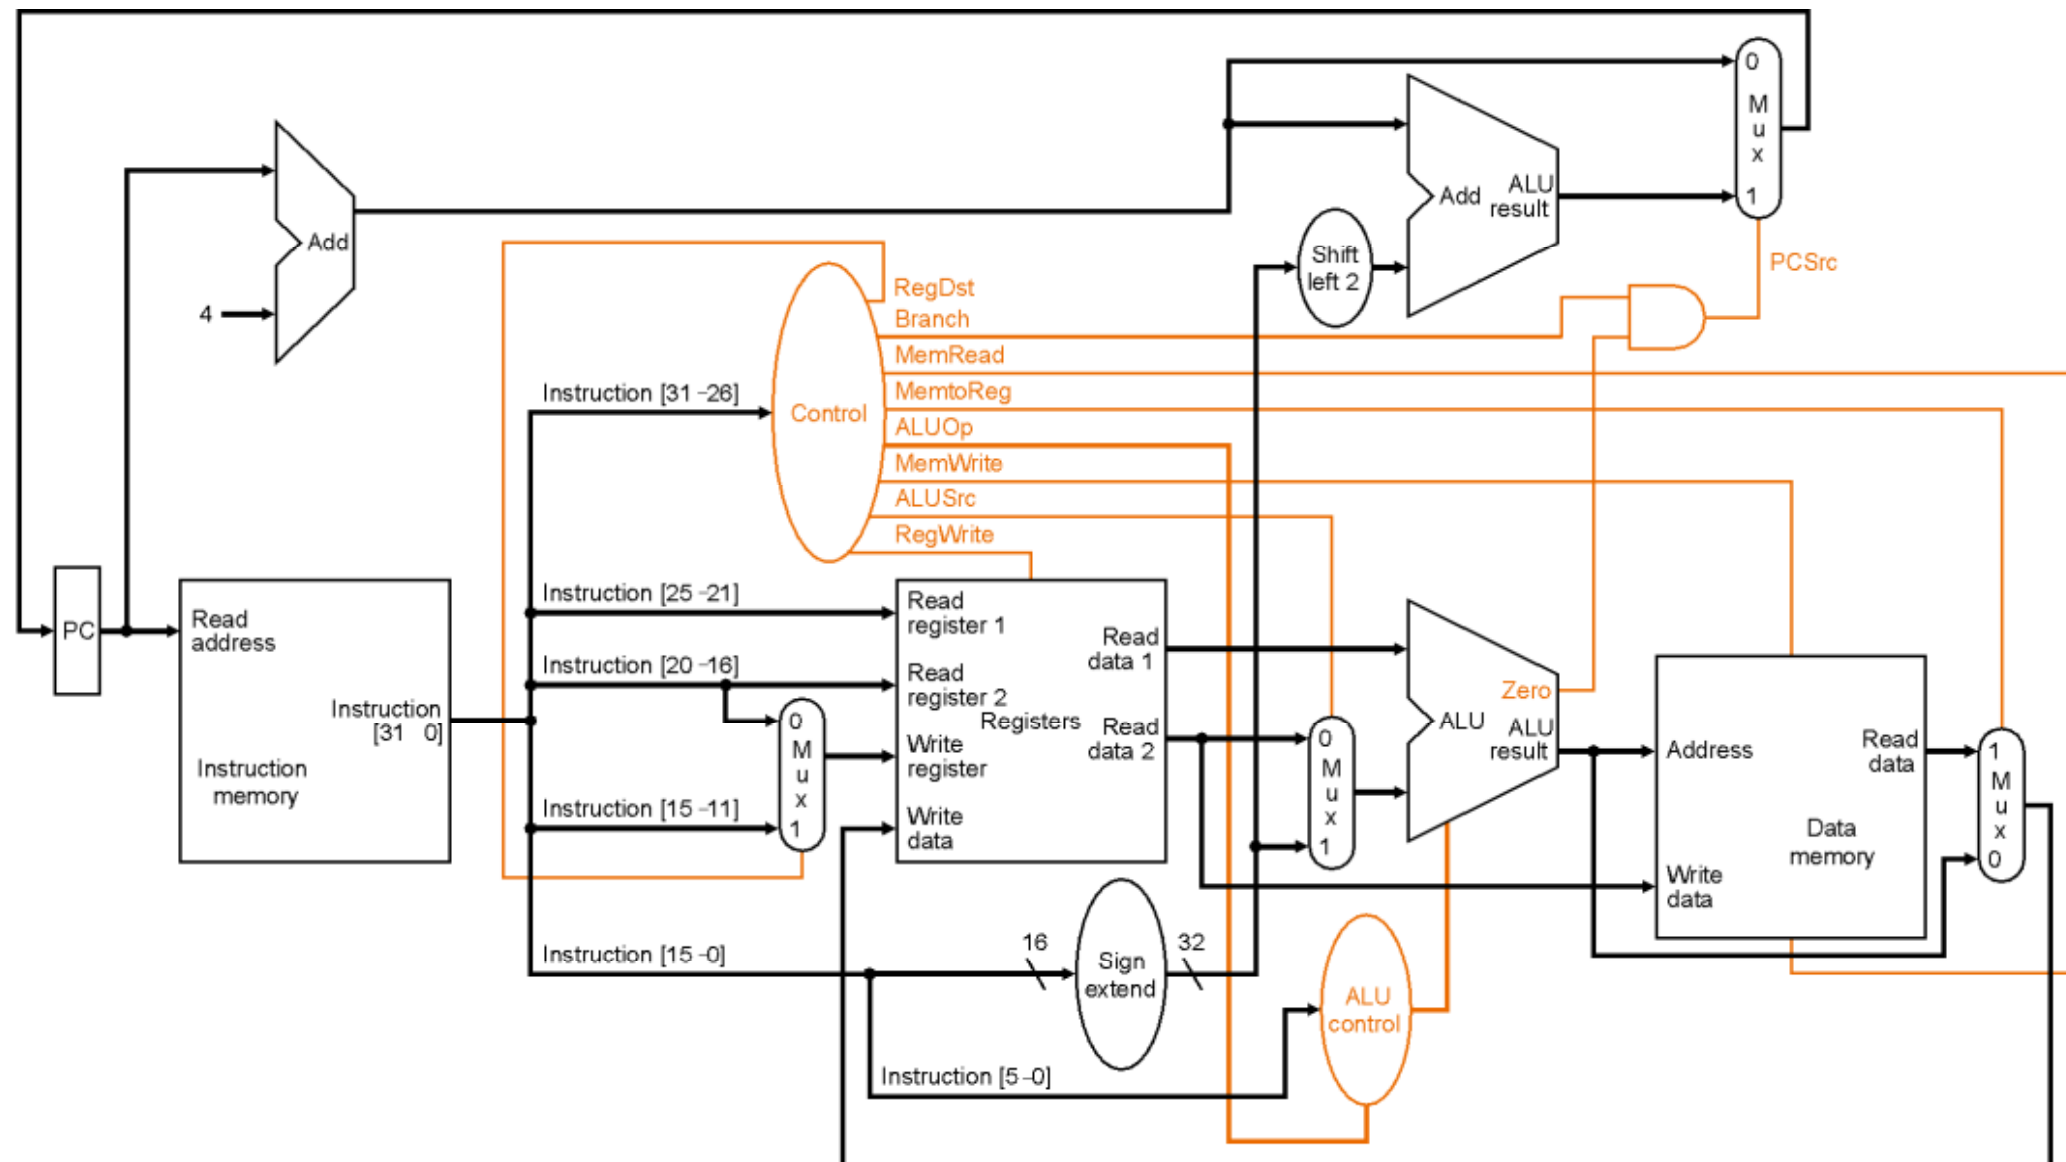 0
M
u
x
1
Add
ALU
result
Shift
left 2
PCSrc
Add
4
RegDst
Branch
MemRead
MemtoReg
ALUOp
MemWrite
ALUSrc
RegWrite
Control
Instruction [31 –26]
Instruction [25 –21]
Instruction [20 –16]
Instruction [15 –11]
Instruction [15 –0]
Instruction [5 –0]
PC
Read
address
Instruction
[31 0]
Instruction
memory
0
M
u
x
1
Read
register 1
Read
register 2
Write
register
Write
data
Registers
Read
data 1
Read
data 2
16
Sign
extend
32
0
M
u
x
1
Zero
ALU
ALU
result
ALU
control
Address
Write
data
Read
data
Data
memory
1
M
u
x
0